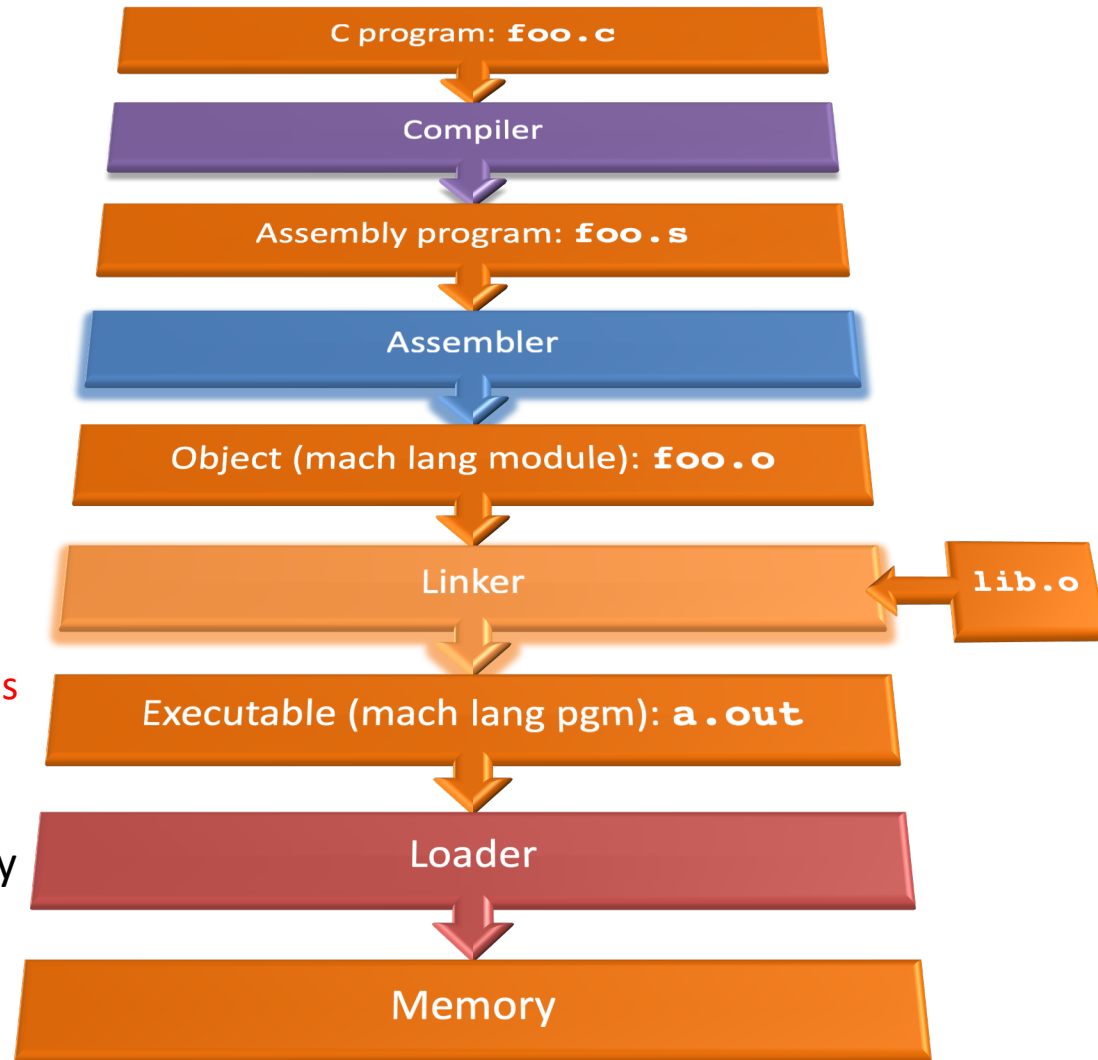 C program: foo.c
Compiler
Assembly program: foo.s
Assembler
Object (mach lang module): foo.o
Linker
lib.o
s
Executable (mach lang pgm): a.out
y
Loader
Memory